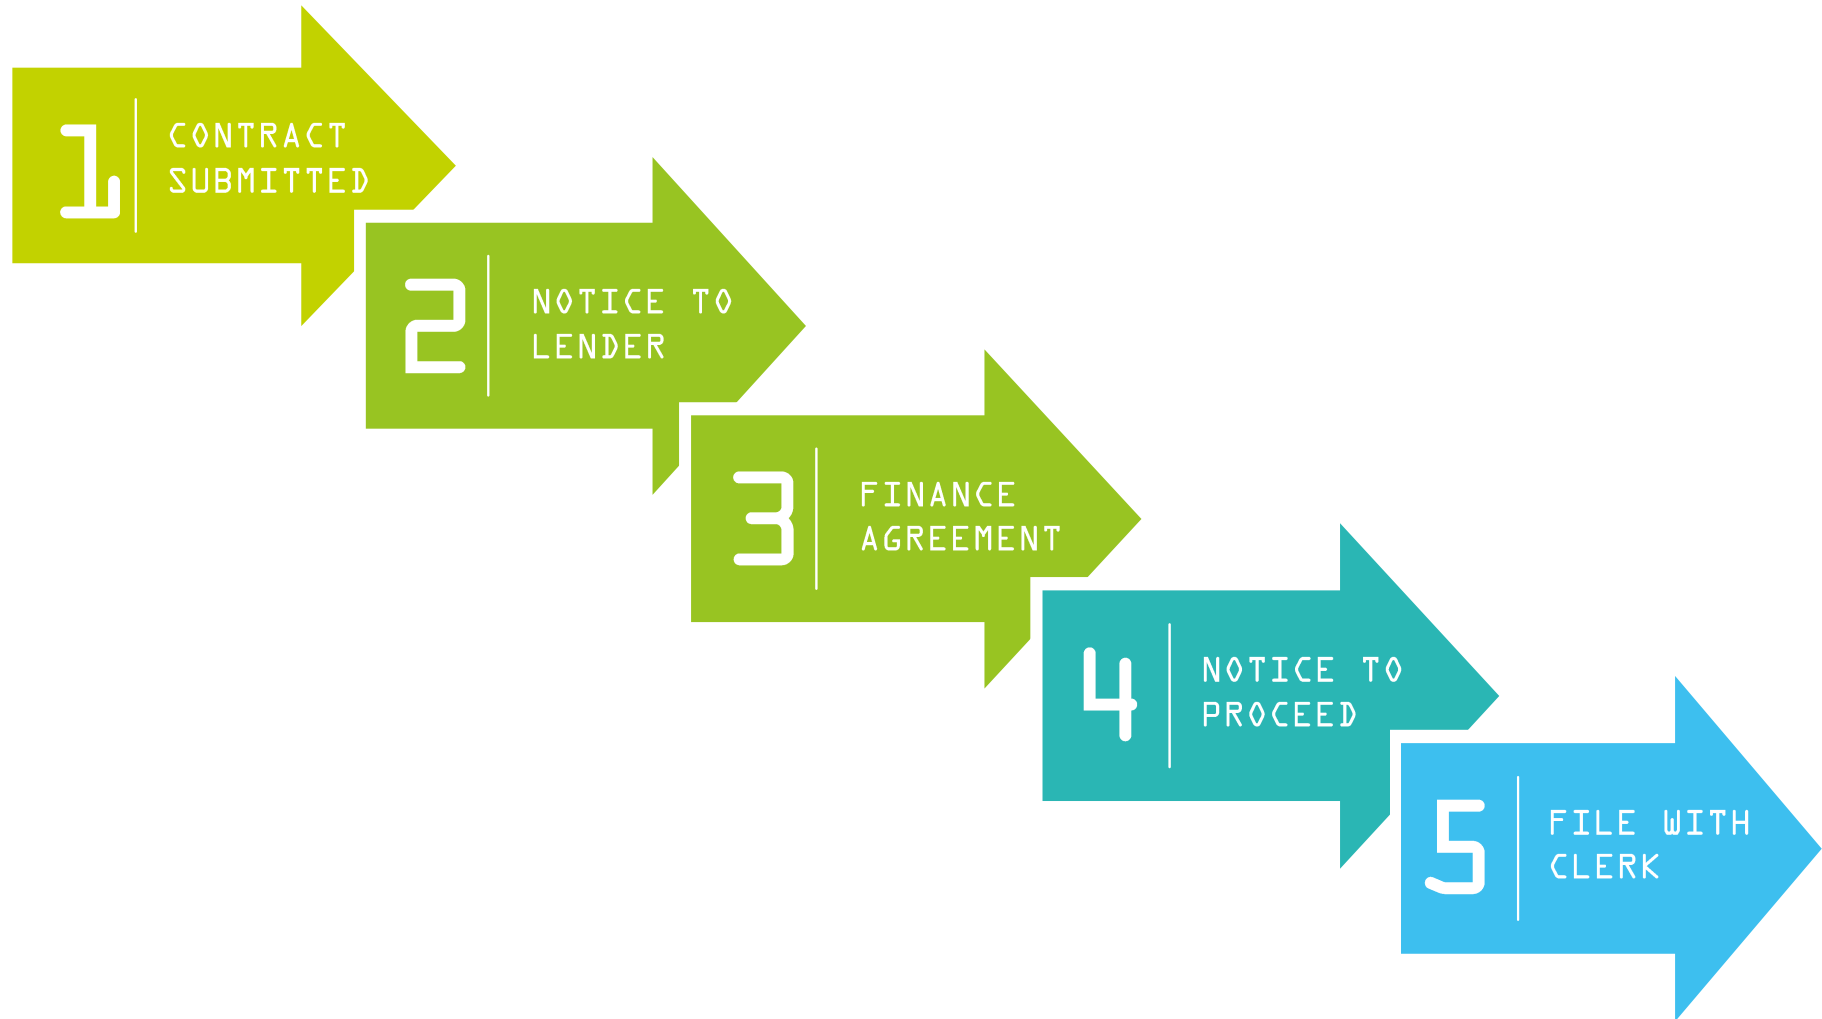 1
CONTRACT
SUBMITTED
2
NOTICE TO
LENDER
3
FINANCE
AGREEMENT
4
NOTICE TO
PROCEED
5
FILE WITH
CLERK